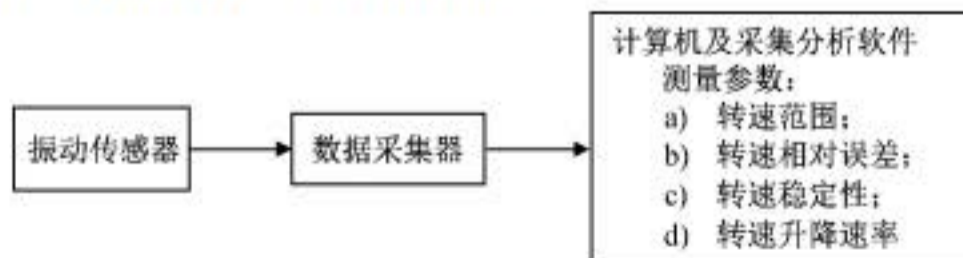 振动传感器
数据采集器
计算机及采集分析软件
测量参数：
a) 转速范围；
b) 转速相对误差；
c) 转速稳定性；
d) 转速升降速率